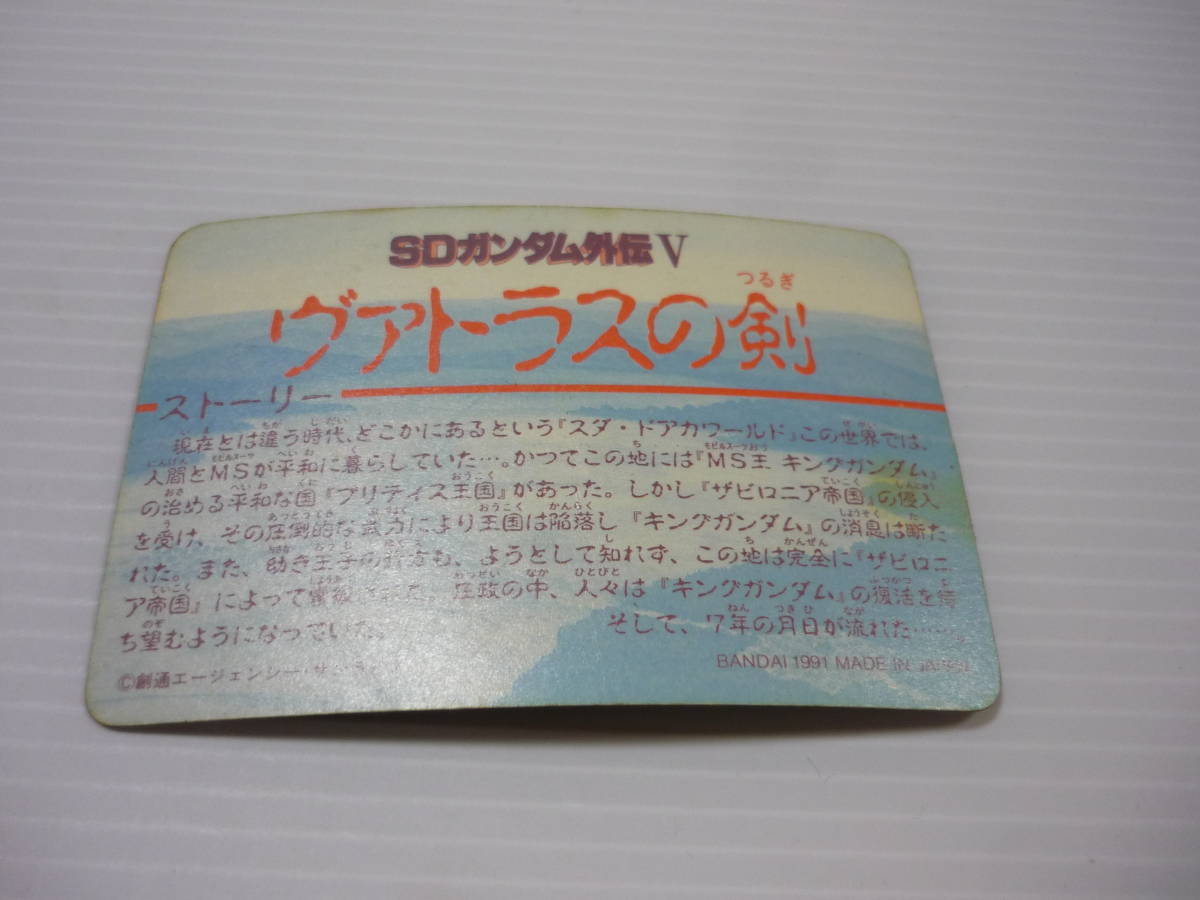 SDガンダム外伝 V
つるぎ
ヴァトラスの剣
ストーリー
現在とは違う時代、どこかにあるという『スダ・ドアカワールド』この世界では、
人間とMSが平和に暮らしていた…。かつてこの地には『MS王 キングガンダム』
の治める平和な国『ブリティス王国』があった。しかし『ザビロニア帝国』の侵入
を受け、その圧倒的な武力により王国は陥落し『キングガンダム』の消息は断た
れた。また、幼き王子の行方も、ようとして知れず、この地は完全に『ザビロニ
ア帝国』によって 圧政の中、人々は『キングガンダム』の復活を待
ち望むようになっていた。 そして、7年の月日が流れた……。
©創通エージェンシー・サンライズ BANDAI 1991 MADE IN JAPAN